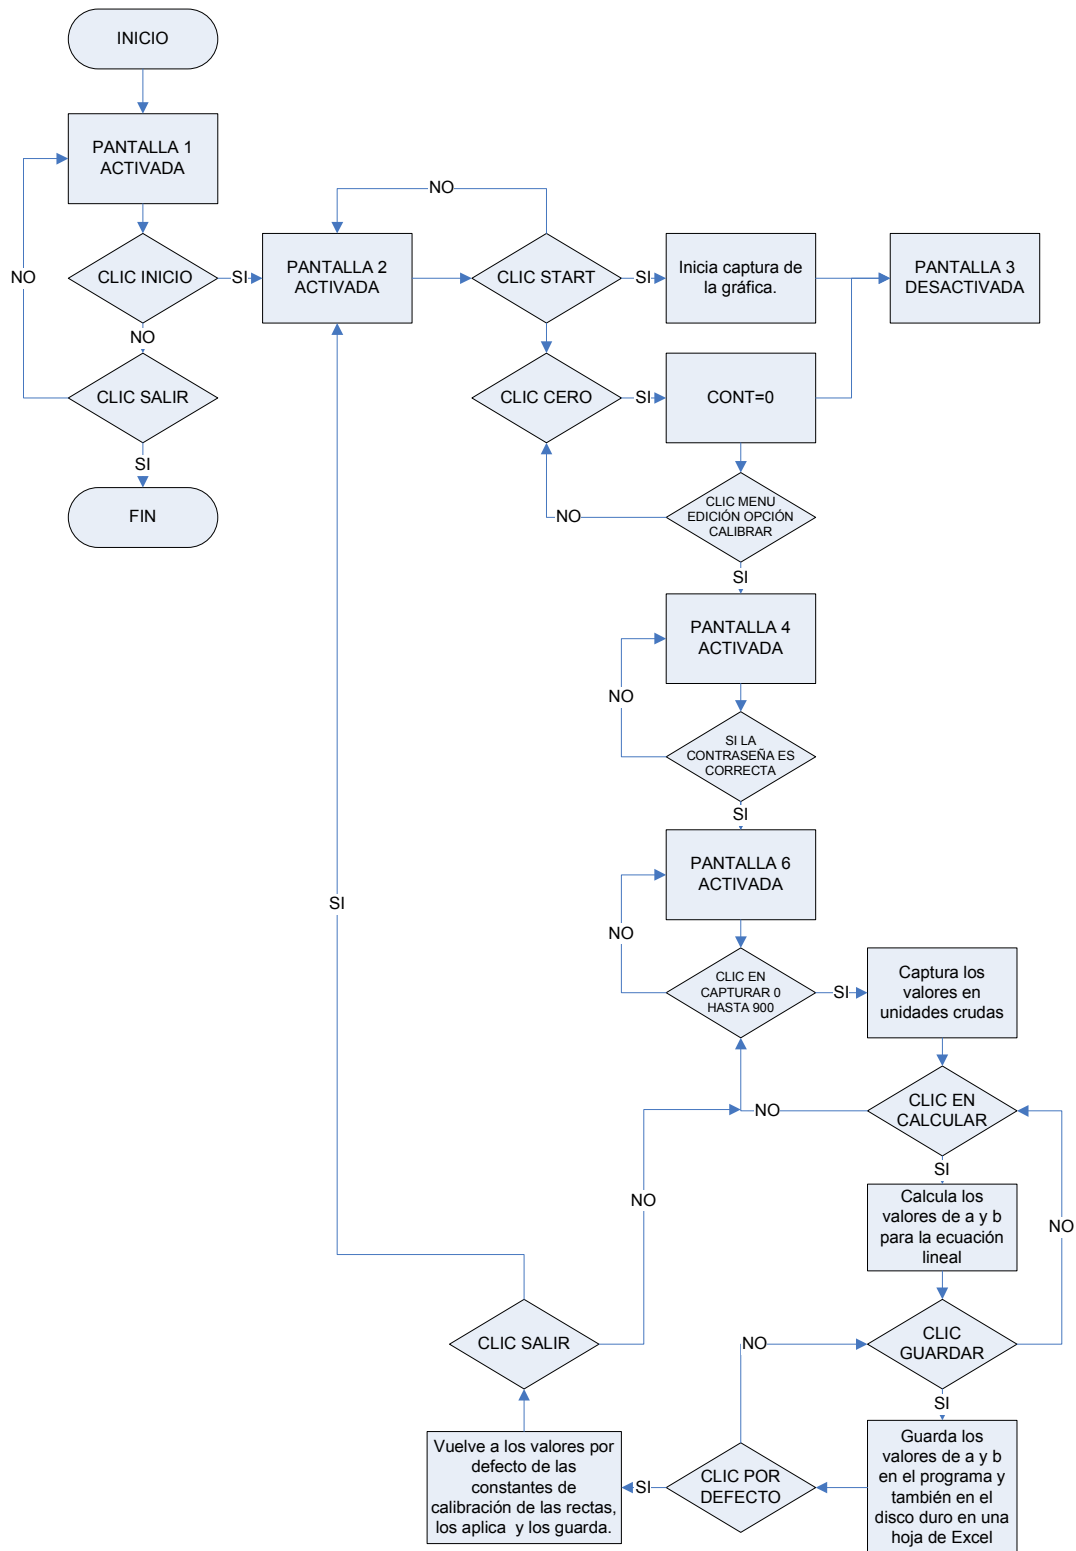 INICIO
PANTALLA 1
ACTIVADA
NO
NO
CLIC INICIO
SI
PANTALLA 2
ACTIVADA
CLIC START
SI
Inicia captura de
la gráfica.
PANTALLA 3
DESACTIVADA
NO
CLIC SALIR
CLIC CERO
SI
CONT=0
SI
FIN
NO
CLIC MENU
EDICIÓN OPCIÓN
CALIBRAR
SI
PANTALLA 4
ACTIVADA
NO
SI LA
CONTRASEÑA ES
CORRECTA
SI
PANTALLA 6
ACTIVADA
SI
NO
CLIC EN
CAPTURAR 0
HASTA 900
SI
Captura los
valores en
unidades crudas
NO
CLIC EN
CALCULAR
SI
NO
Calcula los
valores de a y b
para la ecuación
lineal
NO
CLIC SALIR
NO
CLIC
GUARDAR
SI
Vuelve a los valores por
defecto de las
constantes de
calibración de las rectas,
los aplica y los guarda.
SI
CLIC POR
DEFECTO
Guarda los
valores de a y b
en el programa y
también en el
disco duro en una
hoja de Excel